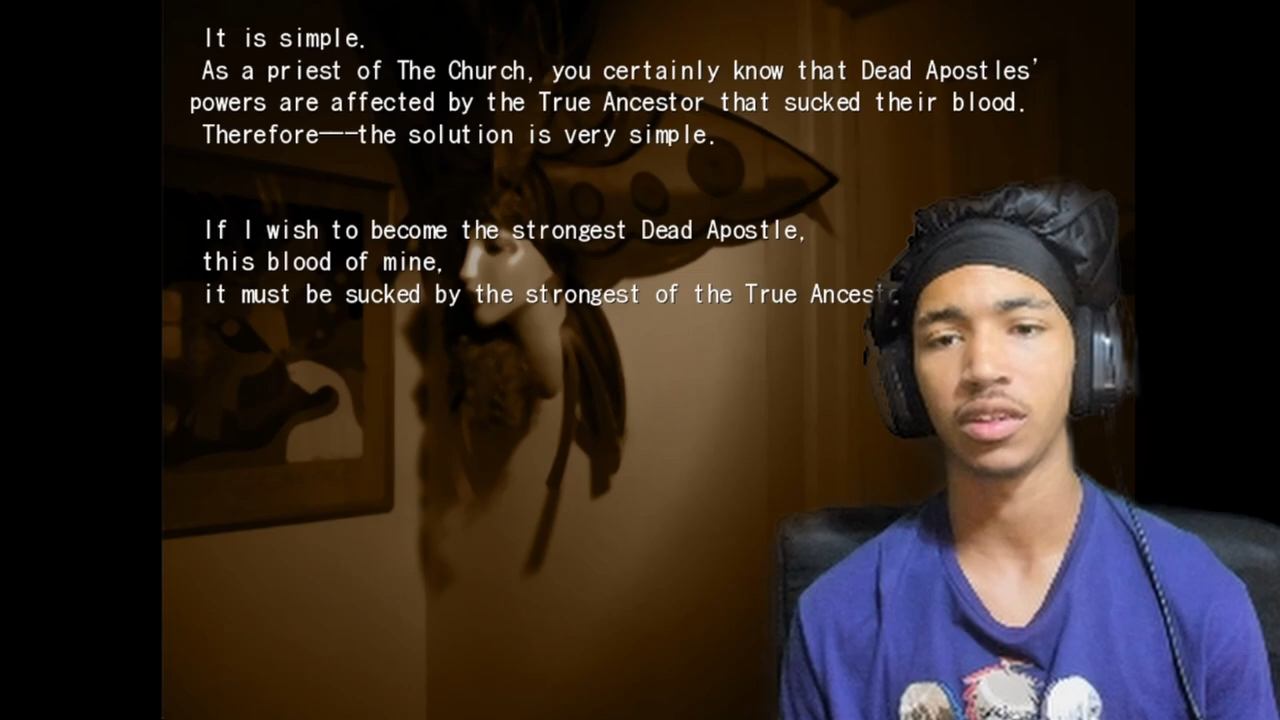 It is simple.
As a priest of The Church, you certainly know that Dead Apostles’
powers are affected by the True Ancestor that sucked their blood.
Therefore───the solution is very simple.
If I wish to become the strongest Dead Apostle,
this blood of mine,
it must be sucked by the strongest of the True